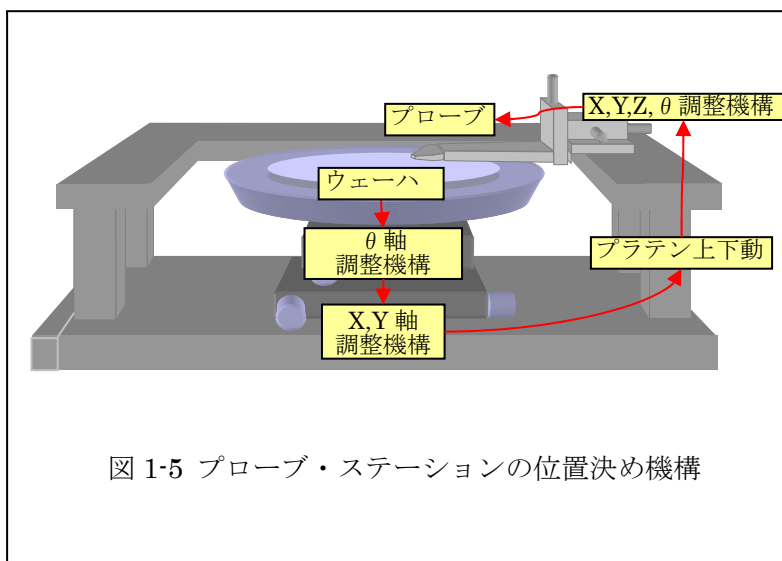 X,Y,Z, θ 調整機構
プローブ
ウェーハ
θ 軸
調整機構
プラテン上下動
X,Y 軸
調整機構
図 1-5 プローブ・ステーションの位置決め機構